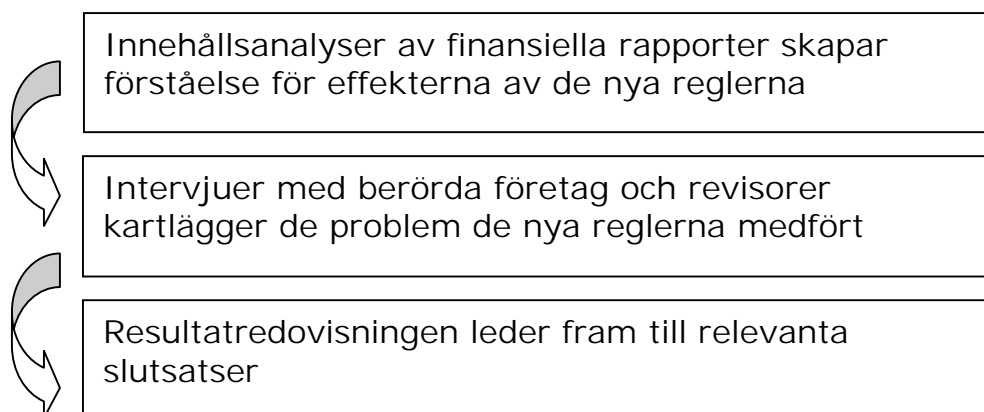 Innehållsanalyser av finansiella rapporter skapar
förståelse för effekterna av de nya reglerna
Intervjuer med berörda företag och revisorer
kartlägger de problem de nya reglerna medfört
Resultatredovisningen leder fram till relevanta
slutsatser